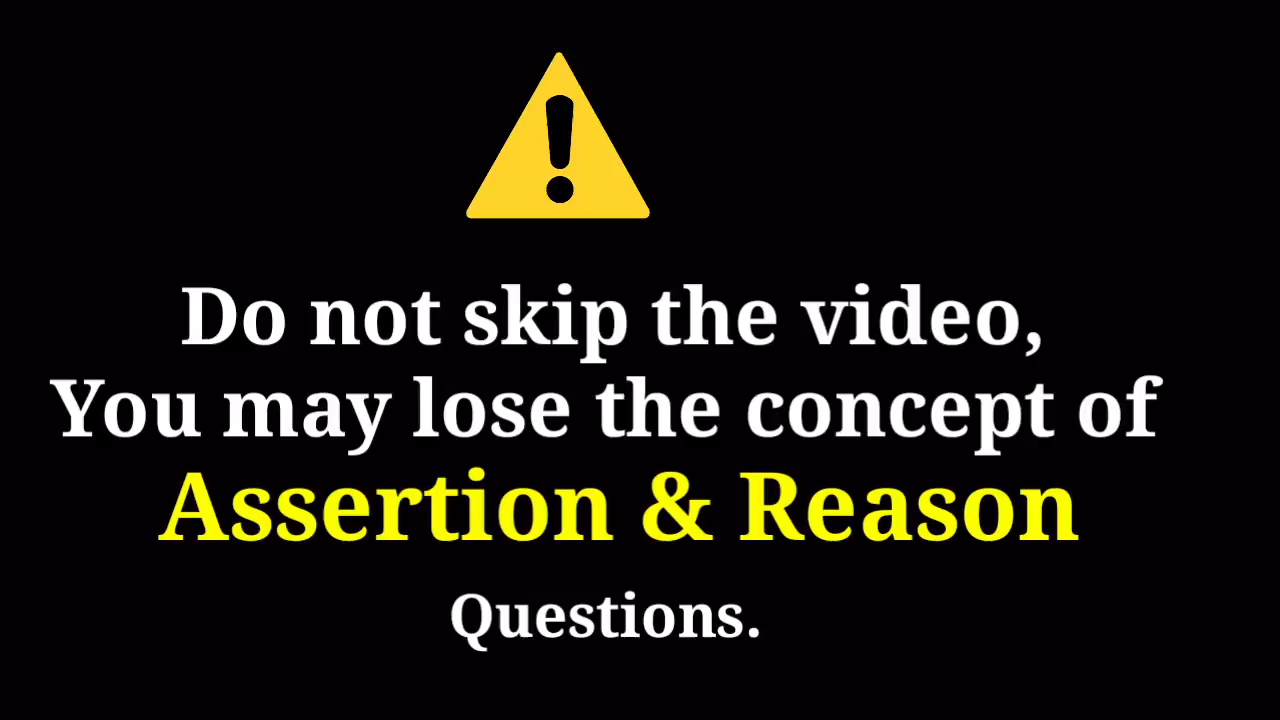 Do not skip the video,
You may lose the concept of
Assertion & Reason
Questions.